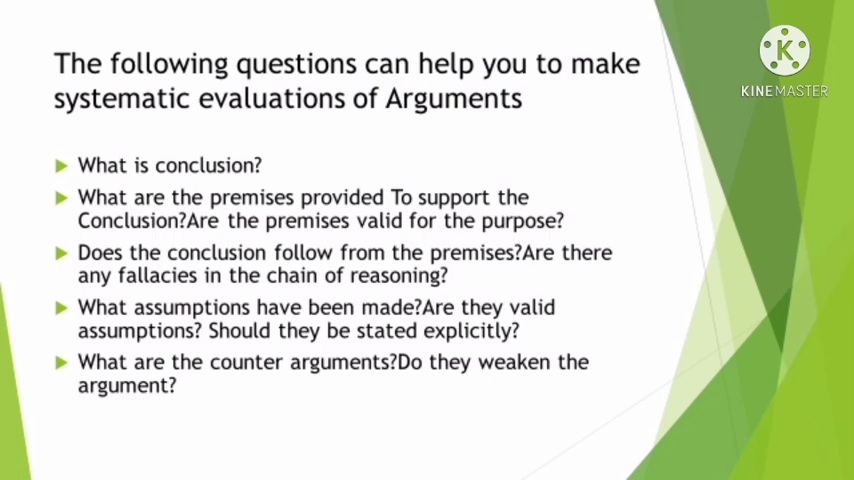 The following questions can help you to make
systematic evaluations of Arguments
K
KINEMASTER
What is conclusion?
What are the premises provided To support the
Conclusion?Are the premises valid for the purpose?
Does the conclusion follow from the premises?Are there
any fallacies in the chain of reasoning?
What assumptions have been made?Are they valid
assumptions? Should they be stated explicitly?
What are the counter arguments?Do they weaken the
argument?